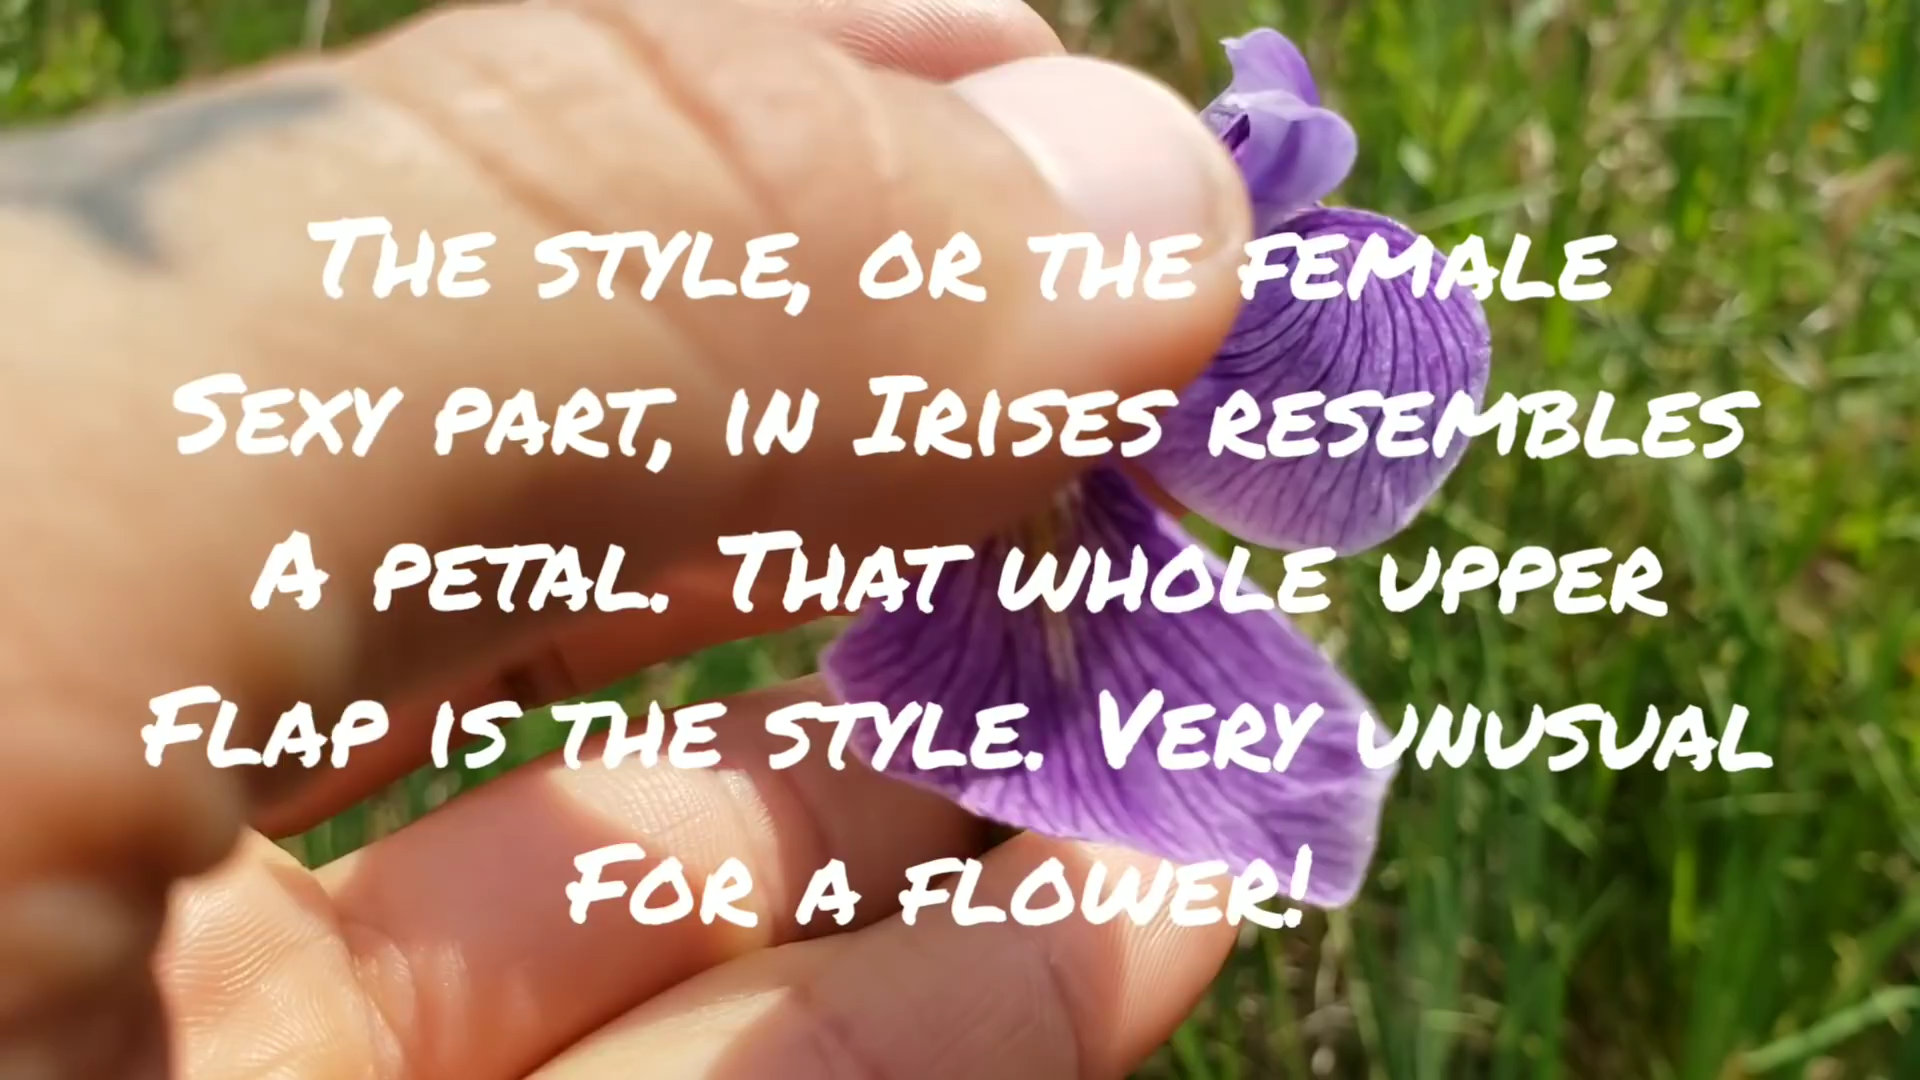 The style, or the female
Sexy part, in Irises resembles
A petal. That whole upper
Flap is the style. Very unusual
For a flower!